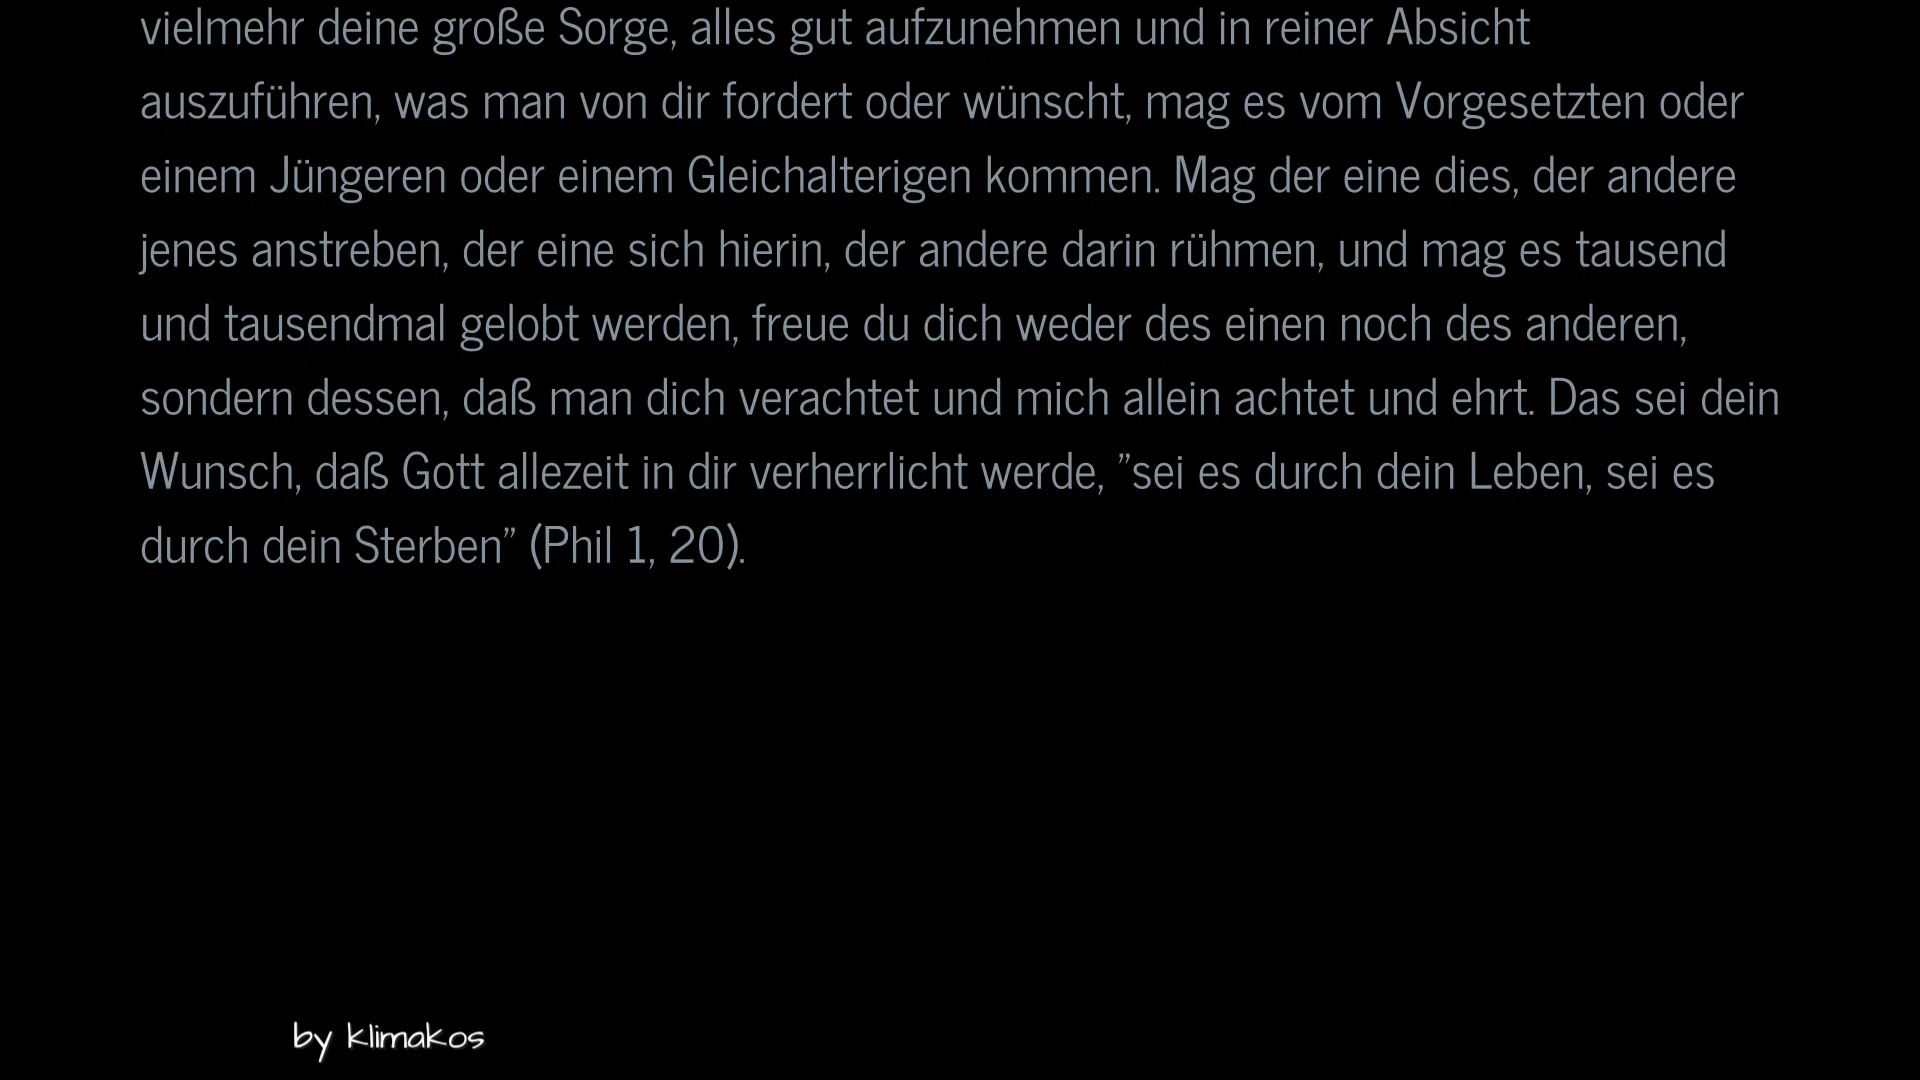 vielmehr deine große Sorge, alles gut aufzunehmen und in reiner Absicht
auszuführen, was man von dir fordert oder wünscht, mag es vom Vorgesetzten oder
einem Jüngeren oder einem Gleichalterigen kommen. Mag der eine dies, der andere
jenes anstreben, der eine sich hierin, der andere darin rühmen, und mag es tausend
und tausendmal gelobt werden, freue du dich weder des einen noch des anderen,
sondern dessen, daß man dich verachtet und mich allein achtet und ehrt. Das sei dein
Wunsch, daß Gott allezeit in dir verherrlicht werde, ”sei es durch dein Leben, sei es
durch dein Sterben” (Phil 1, 20).
by klimakos